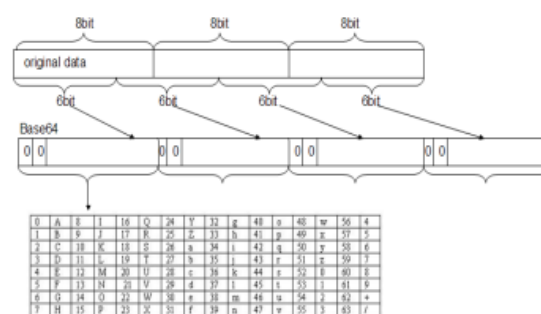 8bit 8bit 8bit
original data
6bit 6bit 6bit 6bit
Base64
0 0 0 0 0 0 0 0
0 A 8 I 16 Q 24 Y 32 g 40 o 48 w 56 4
1 B 9 J 17 R 25 Z 33 h 41 p 49 x 57 5
2 C 10 K 18 S 26 a 34 i 42 q 50 y 58 6
3 D 11 L 19 T 27 b 35 j 43 r 51 z 59 7
4 E 12 M 20 U 28 c 36 k 44 s 52 0 60 8
5 F 13 N 21 V 29 d 37 l 45 t 53 1 61 9
6 G 14 O 22 W 30 e 38 m 46 u 54 2 62 +
7 H 15 P 23 X 31 f 39 n 47 v 55 3 63 /